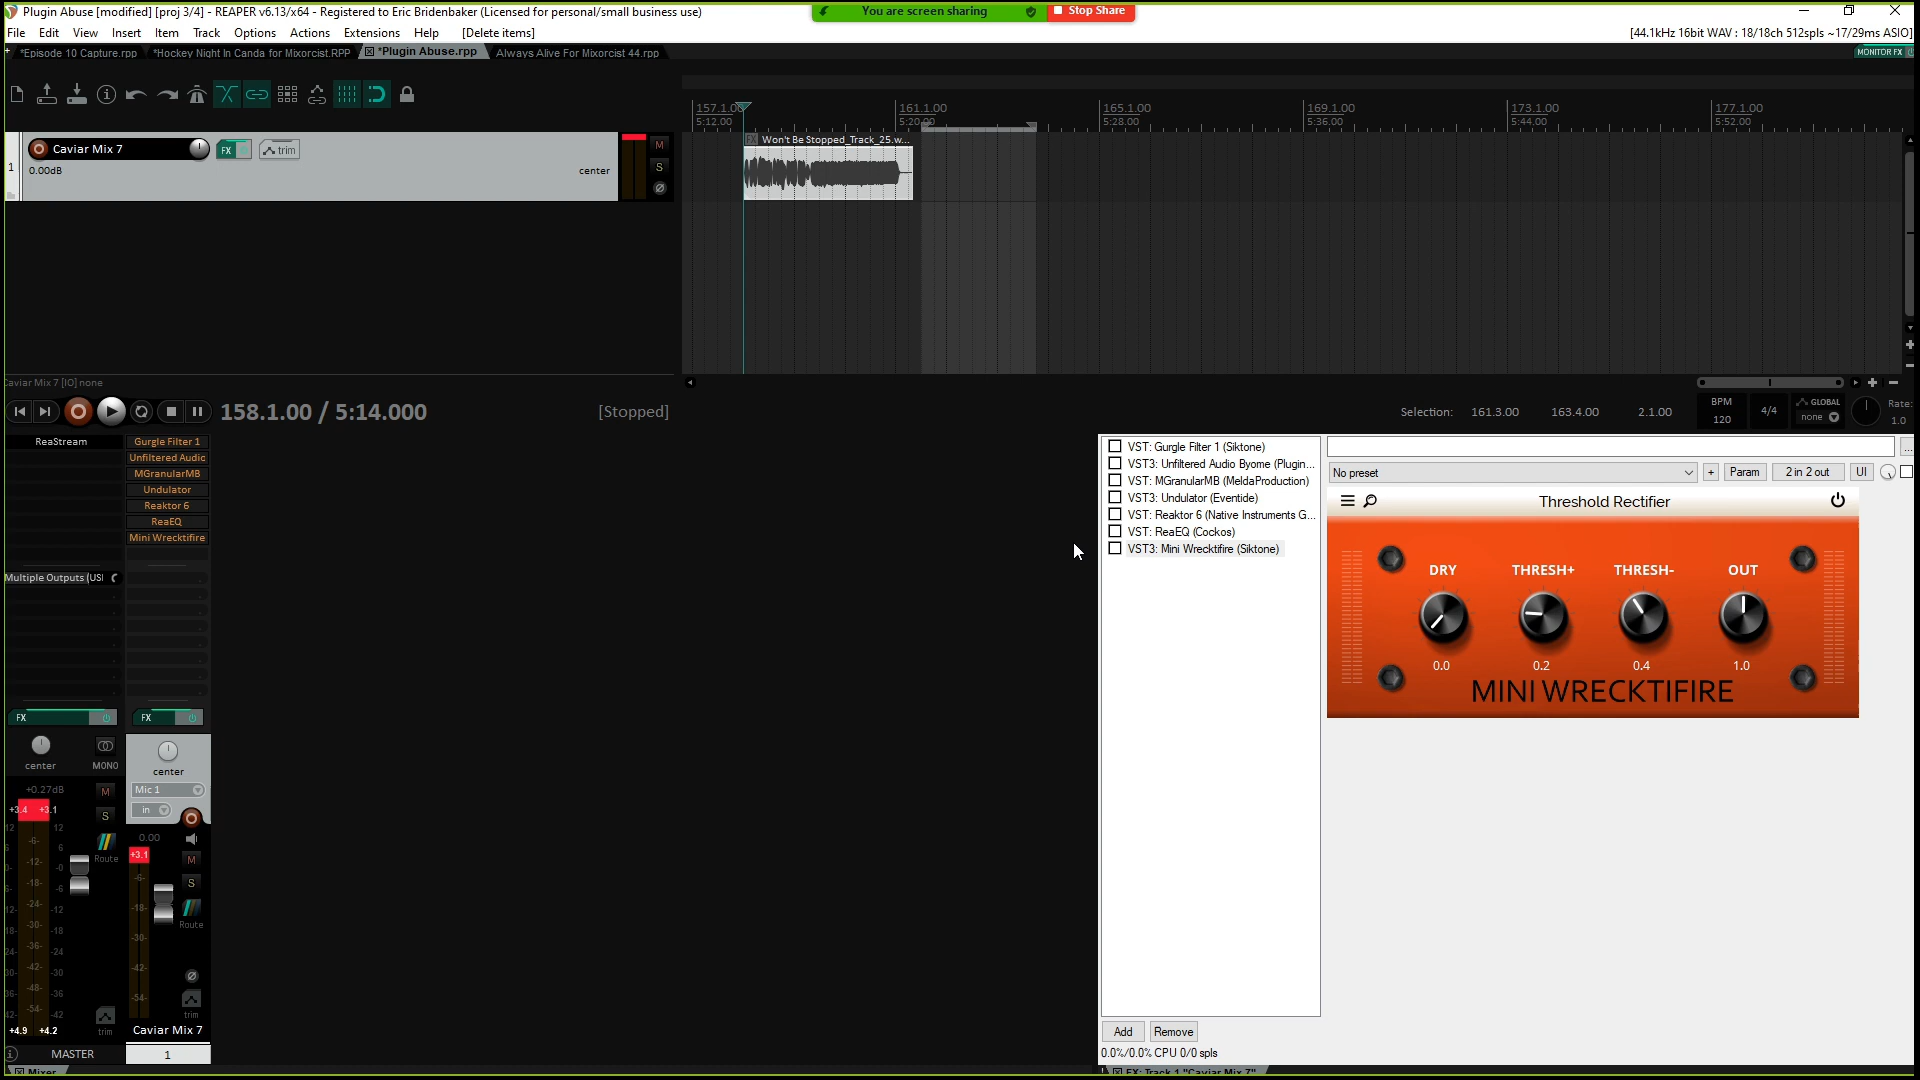 Plugin Abuse [modified] [proj 3/4] - REAPER v6.13/x64 - Registered to Eric Bridenbaker (Licensed for personal/small business use)
You are screen sharing
Stop Share
File Edit View Insert Item Track Options Actions Extensions Help [Delete items]
[44.1kHz 16bit WAV : 18/18ch 512spls ~17/29ms ASIO]
*Episode 10 Capture.rpp *Hockey Night In Canda for Mixorcist.RPP *Plugin Abuse.rpp Always Alive For Mixorcist 44.rpp
MONITOR FX
157.1.00 161.1.00 165.1.00 169.1.00 173.1.00 177.1.00
5:12.00 5:20.00 5:28.00 5:36.00 5:44.00 5:52.00
1 Caviar Mix 7 FX trim M
0.00dB center S
FX Won't Be Stopped_Track_25.w...
Caviar Mix 7 [IO] none
158.1.00 / 5:14.000 [Stopped]
Selection: 161.3.00 163.4.00 2.1.00
BPM 120 4/4 GLOBAL none Rate: 1.0
ReaStream
Multiple Outputs (USI
Gurgle Filter 1
Unfiltered Audio
MGranularMB
Undulator
Reaktor 6
ReaEQ
Mini Wrecktifire
FX FX
center MONO center
+0.27dB M Mic 1
+3.4 +3.1 S in
Route
0.00
+3.1
M
S
Route
-6-
-12-
-18-
-24-
-30-
-36-
-42-
-48-
-54-
+4.9 +4.2 trim
trim
Caviar Mix 7
MASTER 1
Mixer
VST: Gurgle Filter 1 (Siktone)
VST3: Unfiltered Audio Byome (Plugin...
VST: MGranularMB (MeldaProduction)
VST3: Undulator (Eventide)
VST: Reaktor 6 (Native Instruments G...
VST: ReaEQ (Cockos)
VST3: Mini Wrecktifire (Siktone)
Add Remove
0.0%/0.0% CPU 0/0 spls
FX: Track 1 "Caviar Mix 7"
...
No preset + Param 2 in 2 out UI
Threshold Rectifier
DRY THRESH+ THRESH- OUT
0.0 0.2 0.4 1.0
MINI WRECKTIFIRE